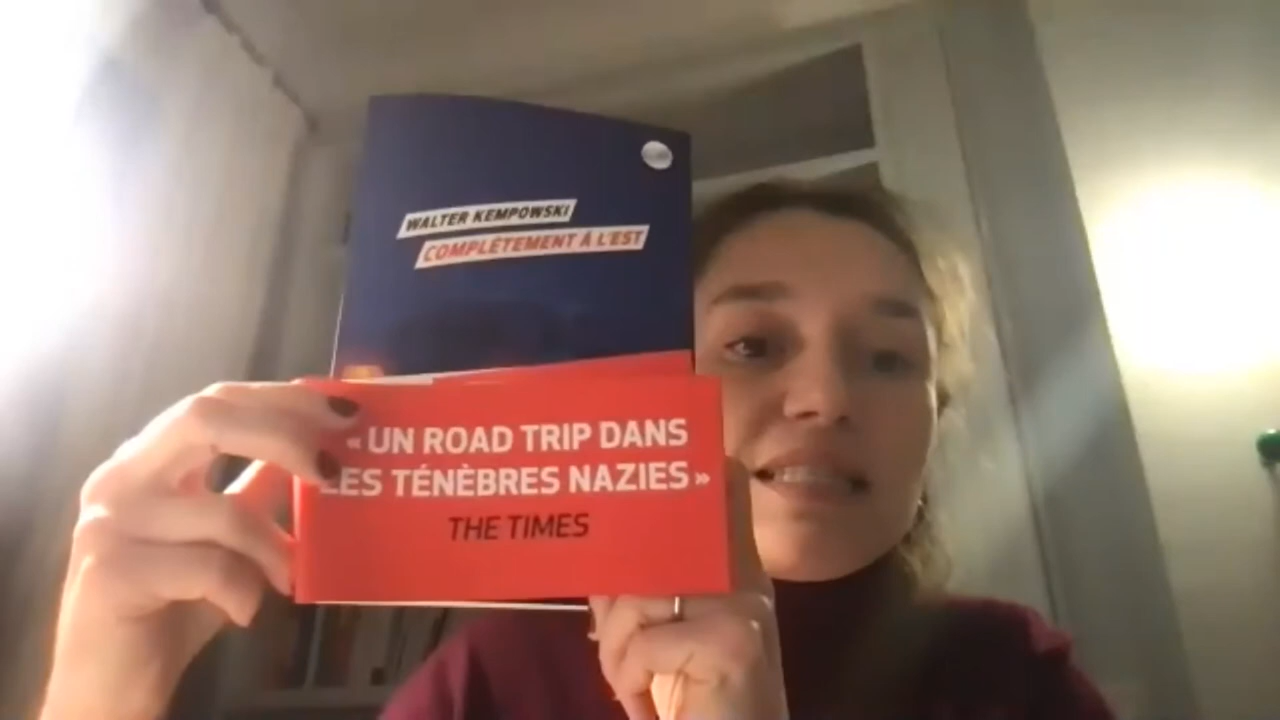 WALTER KEMPOWSKI
COMPLÈTEMENT À L'EST
« UN ROAD TRIP DANS
LES TÉNÈBRES NAZIES »
THE TIMES